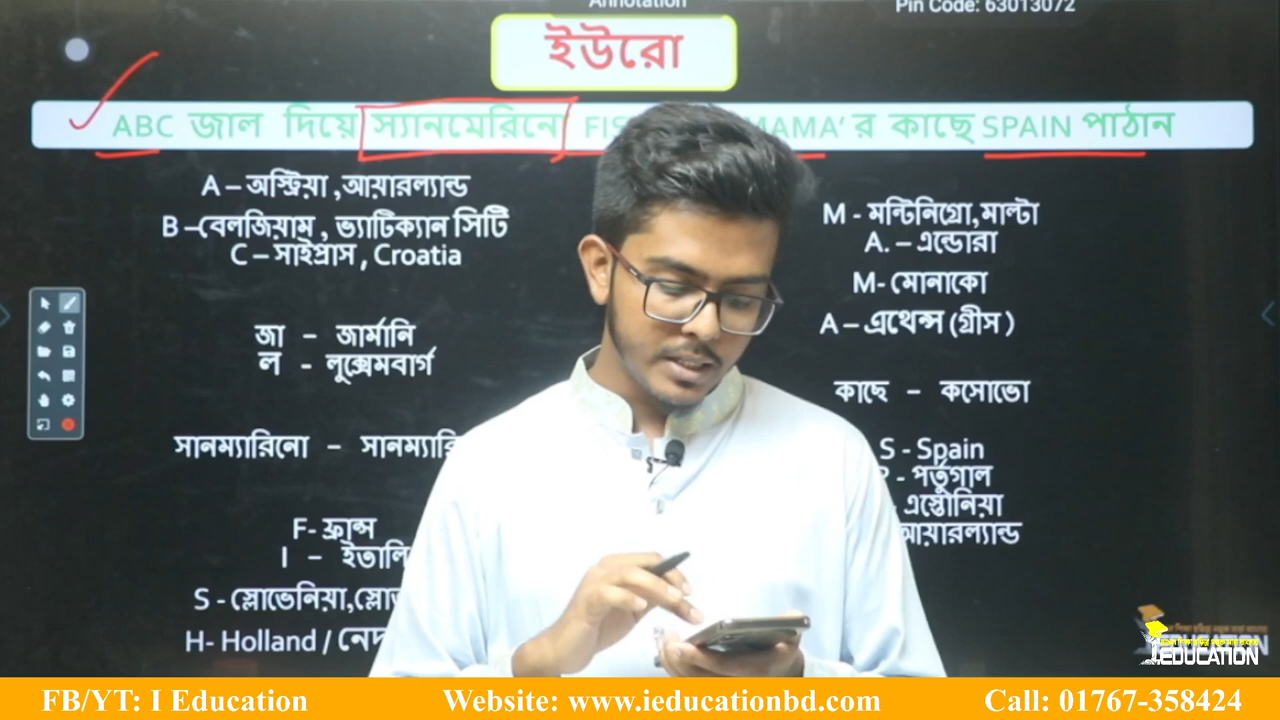 Annotation
Pin Code: 63013072
ইউরো
ABC জাল দিয়ে স্যানমেরিনো FIS MAMA’ র কাছে SPAIN পাঠান
A – অস্ট্রিয়া ,আয়ারল্যান্ড
B –বেলজিয়াম , ভ্যাটিক্যান সিটি
C – সাইপ্রাস , Croatia
জা – জার্মানি
ল - লুক্সেমবার্গ
সানম্যারিনো – সানম্যারি
F- ফ্রান্স
I – ইতালি
S - স্লোভেনিয়া,স্লো
H- Holland / নেদ
M - মন্টিনিগ্রো,মাল্টা
A. – এন্ডোরা
M- মোনাকো
A – এথেন্স (গ্রীস )
কাছে – কসোভো
S - Spain
P - পর্তুগাল
এস্তোনিয়া
আয়ারল্যান্ড
IEDUCATION
FB/YT: I Education Website: www.ieducationbd.com Call: 01767-358424